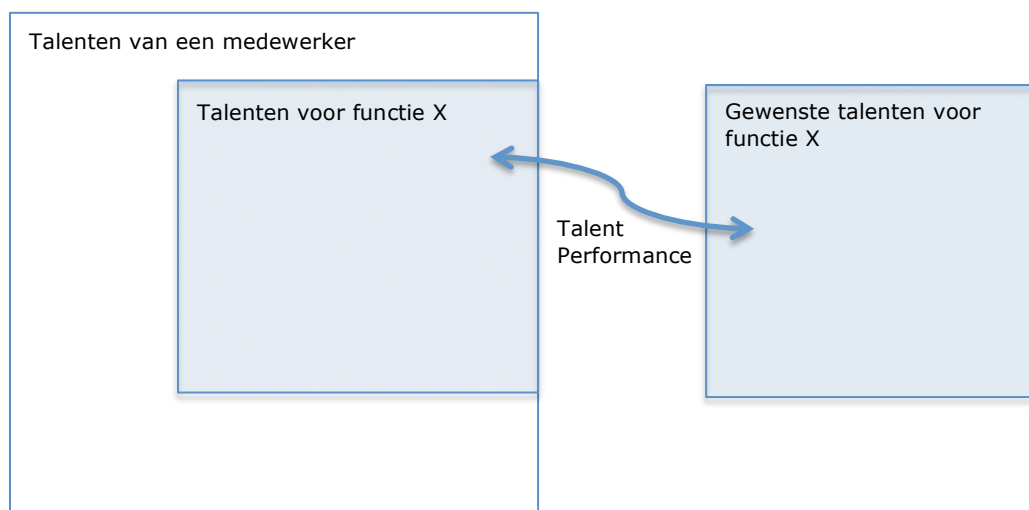 Talenten van een medewerker
Talenten voor functie X
Gewenste talenten voor
functie X
Talent
Performance